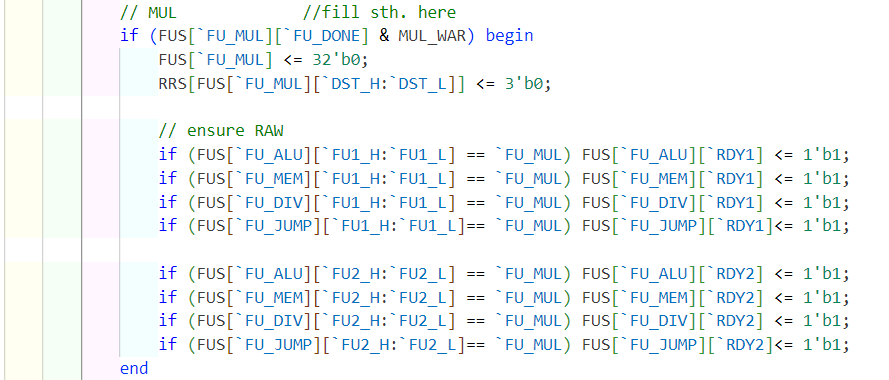 // MUL //fill sth. here
if (FUS[`FU_MUL][`FU_DONE] & MUL_WAR) begin
FUS[`FU_MUL] <= 32'b0;
RRS[FUS[`FU_MUL][`DST_H:`DST_L]] <= 3'b0;
// ensure RAW
if (FUS[`FU_ALU][`FU1_H:`FU1_L] == `FU_MUL) FUS[`FU_ALU][`RDY1] <= 1'b1;
if (FUS[`FU_MEM][`FU1_H:`FU1_L] == `FU_MUL) FUS[`FU_MEM][`RDY1] <= 1'b1;
if (FUS[`FU_DIV][`FU1_H:`FU1_L] == `FU_MUL) FUS[`FU_DIV][`RDY1] <= 1'b1;
if (FUS[`FU_JUMP][`FU1_H:`FU1_L]== `FU_MUL) FUS[`FU_JUMP][`RDY1]<= 1'b1;
if (FUS[`FU_ALU][`FU2_H:`FU2_L] == `FU_MUL) FUS[`FU_ALU][`RDY2] <= 1'b1;
if (FUS[`FU_MEM][`FU2_H:`FU2_L] == `FU_MUL) FUS[`FU_MEM][`RDY2] <= 1'b1;
if (FUS[`FU_DIV][`FU2_H:`FU2_L] == `FU_MUL) FUS[`FU_DIV][`RDY2] <= 1'b1;
if (FUS[`FU_JUMP][`FU2_H:`FU2_L]== `FU_MUL) FUS[`FU_JUMP][`RDY2]<= 1'b1;
end